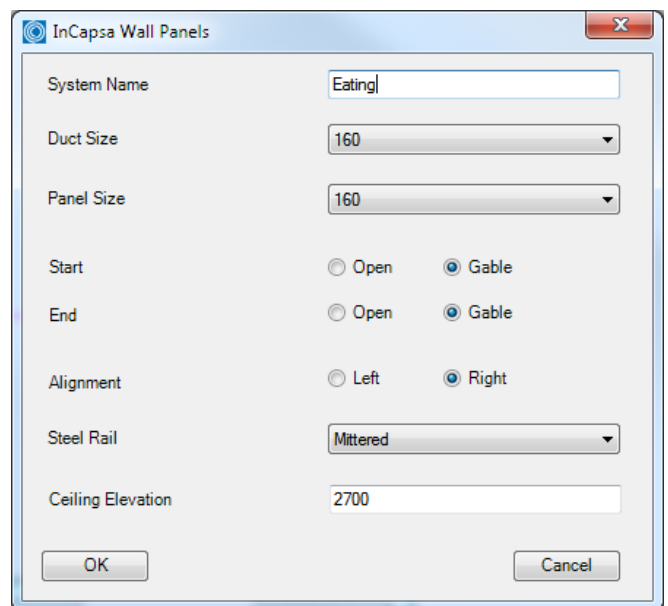 InCapsa Wall Panels
System Name Eating
Duct Size 160
Panel Size 160
Start Open Gable
End Open Gable
Alignment Left Right
Steel Rail Mittered
Ceiling Elevation 2700
OK Cancel